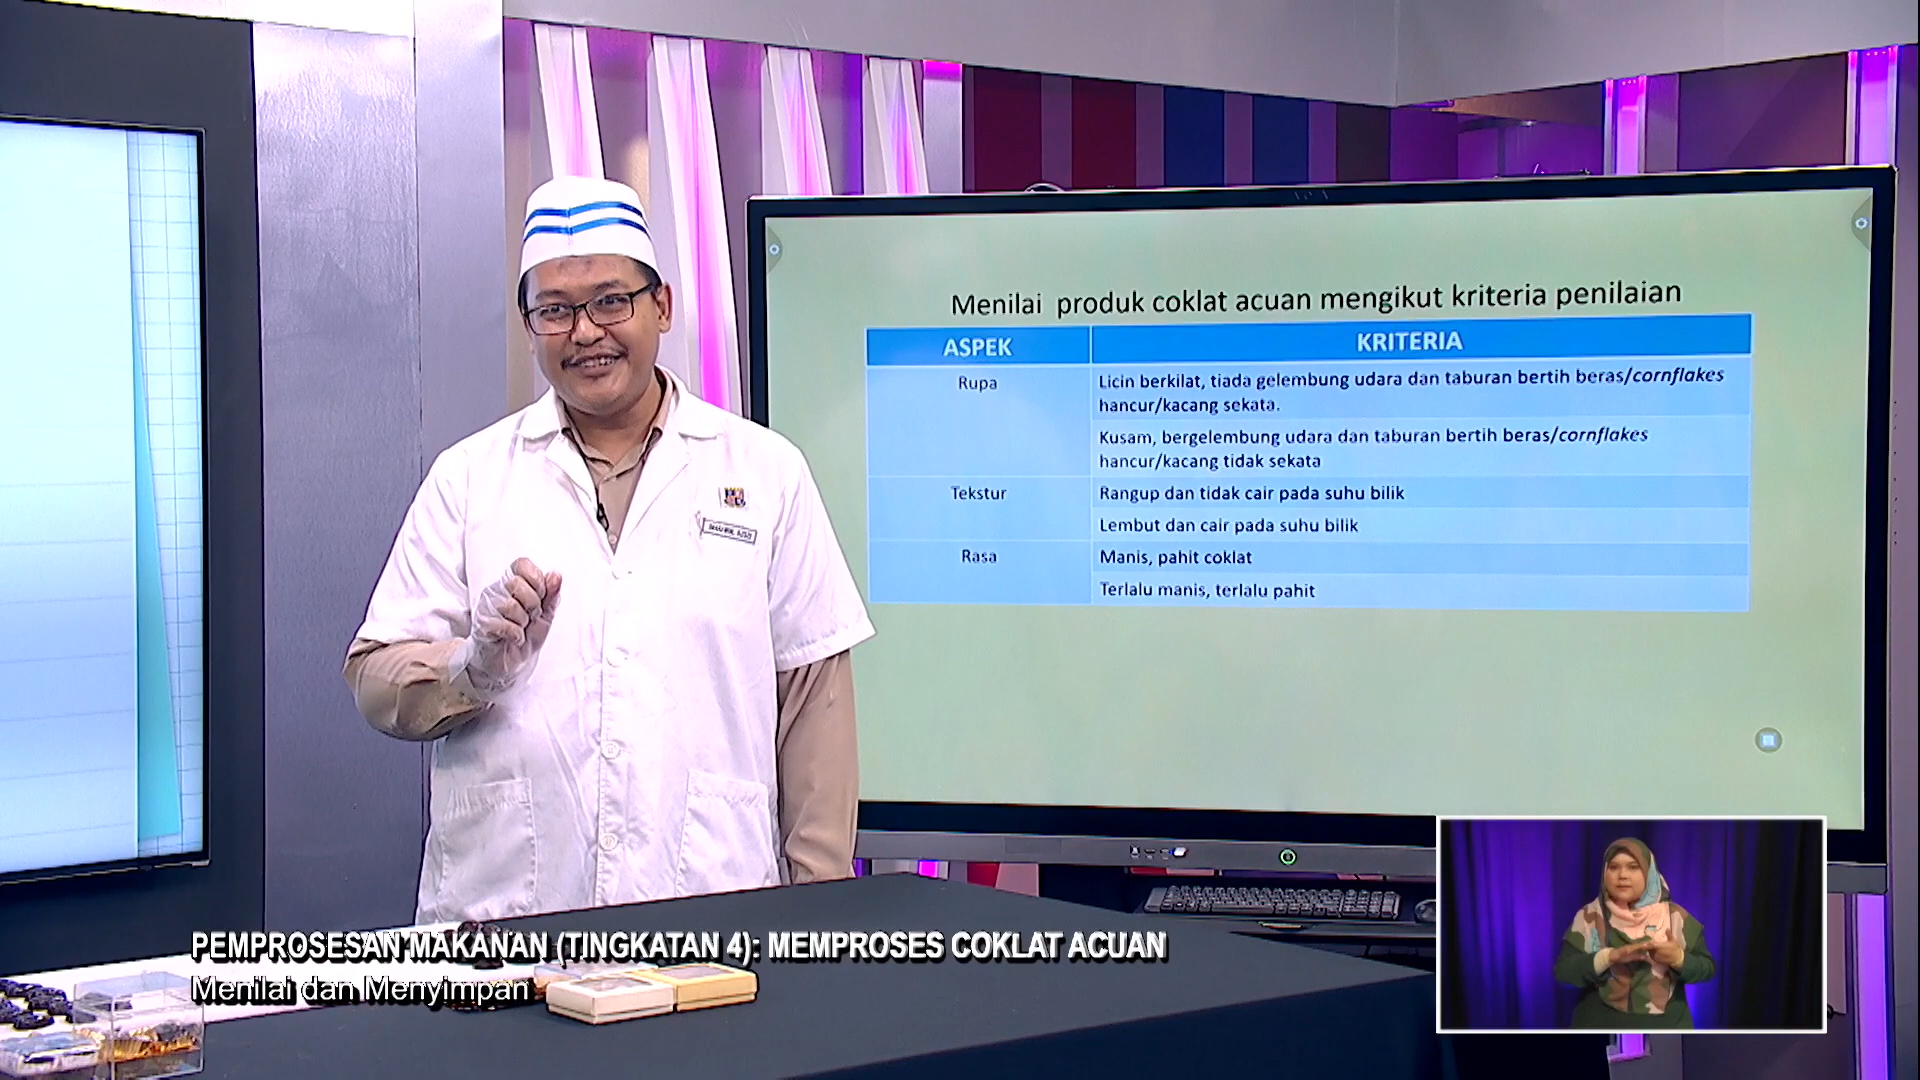 Menilai produk coklat acuan mengikut kriteria penilaian
ASPEK
KRITERIA
Rupa
Licin berkilat, tiada gelembung udara dan taburan bertih beras/cornflakes
hancur/kacang sekata.
Kusam, bergelembung udara dan taburan bertih beras/cornflakes
hancur/kacang tidak sekata
Tekstur
Rangup dan tidak cair pada suhu bilik
Lembut dan cair pada suhu bilik
Rasa
Manis, pahit coklat
Terlalu manis, terlalu pahit
PEMPROSESAN MAKANAN (TINGKATAN 4): MEMPROSES COKLAT ACUAN
Menilai dan Menyimpan